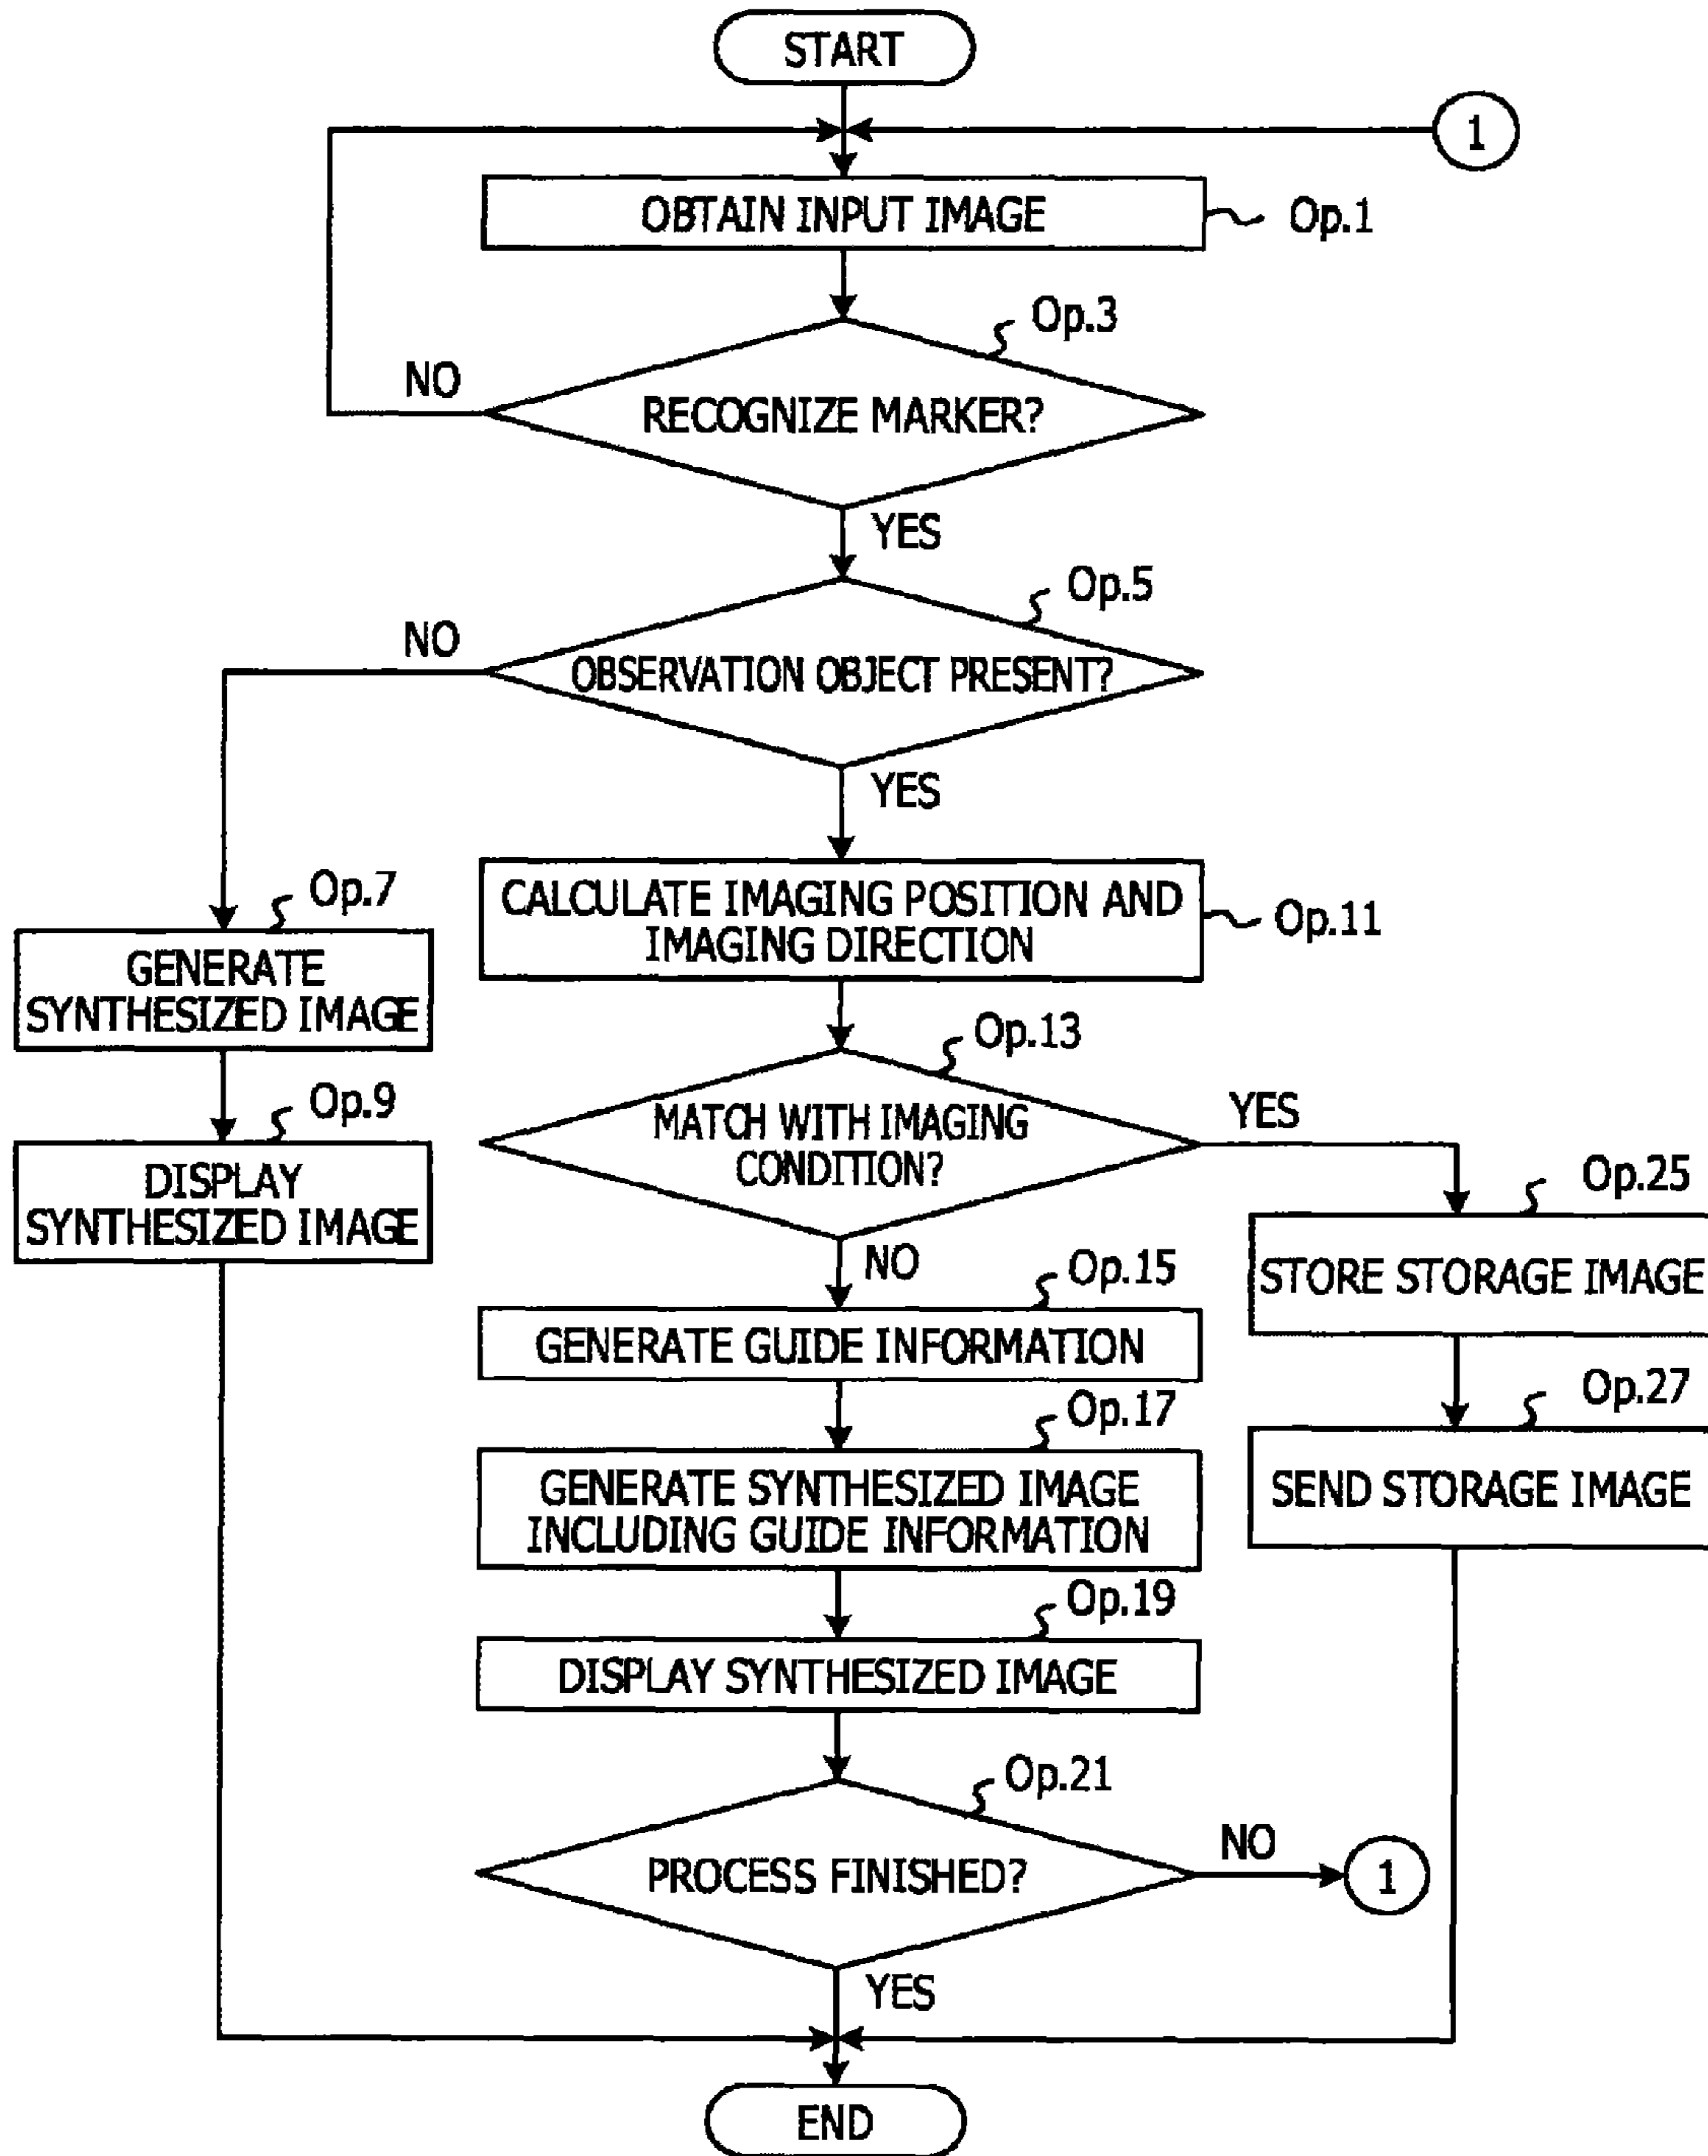 START
1
OBTAIN INPUT IMAGE
Op.1
Op.3
NO
RECOGNIZE MARKER?
YES
Op.5
NO
OBSERVATION OBJECT PRESENT?
YES
Op.7
GENERATE
SYNTHESIZED IMAGE
CALCULATE IMAGING POSITION AND
IMAGING DIRECTION
Op.11
Op.9
DISPLAY
SYNTHESIZED IMAGE
Op.13
MATCH WITH IMAGING
CONDITION?
YES
NO
Op.25
STORE STORAGE IMAGE
Op.15
GENERATE GUIDE INFORMATION
Op.27
SEND STORAGE IMAGE
Op.17
GENERATE SYNTHESIZED IMAGE
INCLUDING GUIDE INFORMATION
Op.19
DISPLAY SYNTHESIZED IMAGE
Op.21
PROCESS FINISHED?
NO
1
YES
END